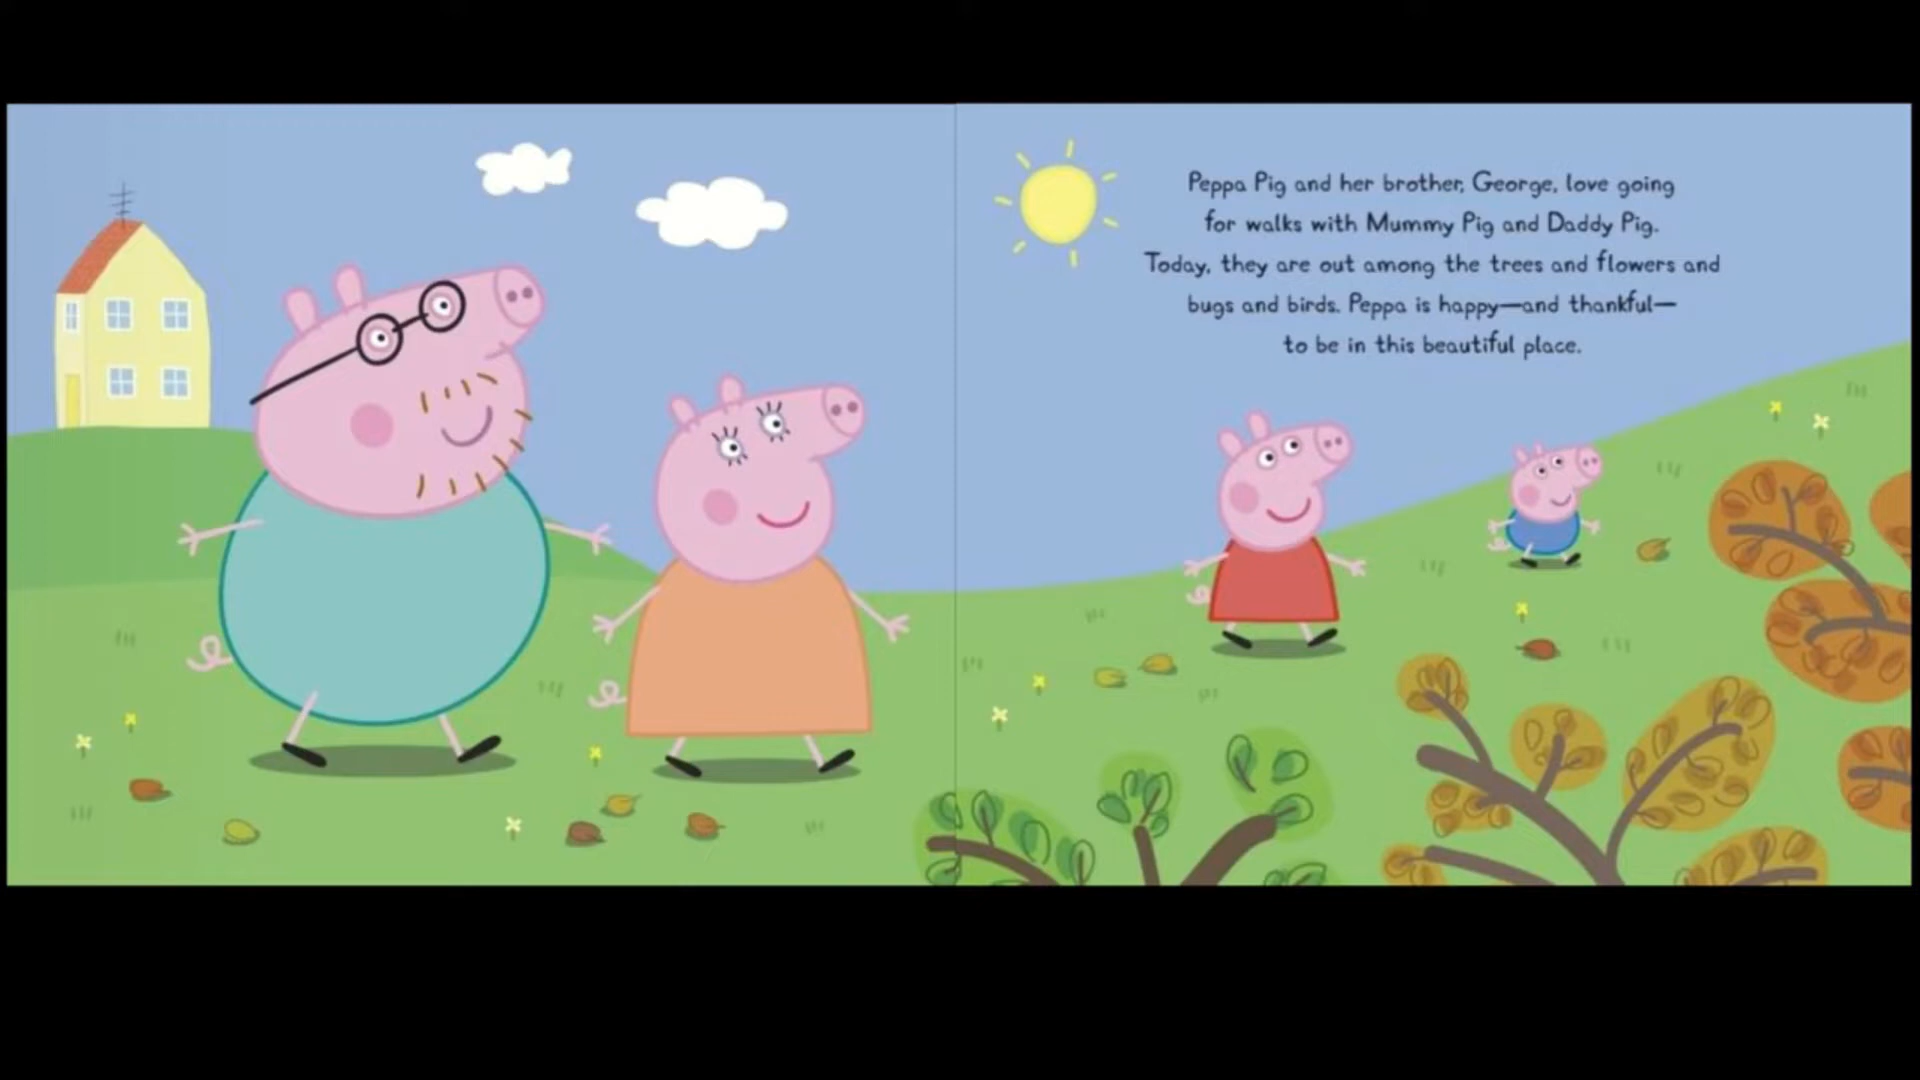 Peppa Pig and her brother, George, love going
for walks with Mummy Pig and Daddy Pig.
Today, they are out among the trees and flowers and
bugs and birds. Peppa is happy—and thankful—
to be in this beautiful place.